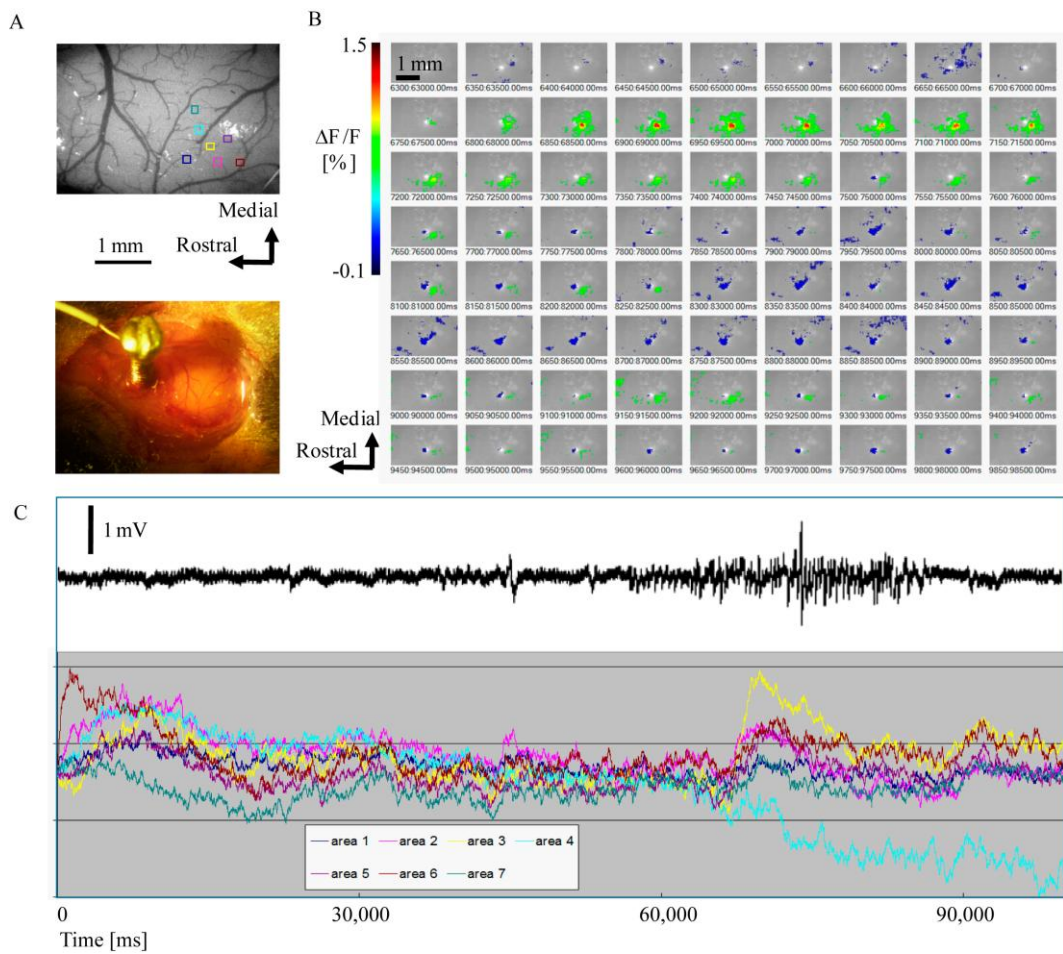 A
Medial
Rostral
1 mm
B
1.5
ΔF/F
[%]
-0.1
1 mm
6300 63000.00ms 6350 63500.00ms 6400 64000.00ms 6450 64500.00ms 6500 65000.00ms 6550 65500.00ms 6600 66000.00ms 6650 66500.00ms 6700 67000.00ms
6750 67500.00ms 6800 68000.00ms 6850 68500.00ms 6900 69000.00ms 6950 69500.00ms 7000 70000.00ms 7050 70500.00ms 7100 71000.00ms 7150 71500.00ms
7200 72000.00ms 7250 72500.00ms 7300 73000.00ms 7350 73500.00ms 7400 74000.00ms 7450 74500.00ms 7500 75000.00ms 7550 75500.00ms 7600 76000.00ms
7650 76500.00ms 7700 77000.00ms 7750 77500.00ms 7800 78000.00ms 7850 78500.00ms 7900 79000.00ms 7950 79500.00ms 8000 80000.00ms 8050 80500.00ms
8100 81000.00ms 8150 81500.00ms 8200 82000.00ms 8250 82500.00ms 8300 83000.00ms 8350 83500.00ms 8400 84000.00ms 8450 84500.00ms 8500 85000.00ms
8550 85500.00ms 8600 86000.00ms 8650 86500.00ms 8700 87000.00ms 8750 87500.00ms 8800 88000.00ms 8850 88500.00ms 8900 89000.00ms 8950 89500.00ms
9000 90000.00ms 9050 90500.00ms 9100 91000.00ms 9150 91500.00ms 9200 92000.00ms 9250 92500.00ms 9300 93000.00ms 9350 93500.00ms 9400 94000.00ms
9450 94500.00ms 9500 95000.00ms 9550 95500.00ms 9600 96000.00ms 9650 96500.00ms 9700 97000.00ms 9750 97500.00ms 9800 98000.00ms 9850 98500.00ms
Medial
Rostral
C
1 mV
area 1 area 2 area 3 area 4
area 5 area 6 area 7
0 30,000 60,000 90,000
Time [ms]